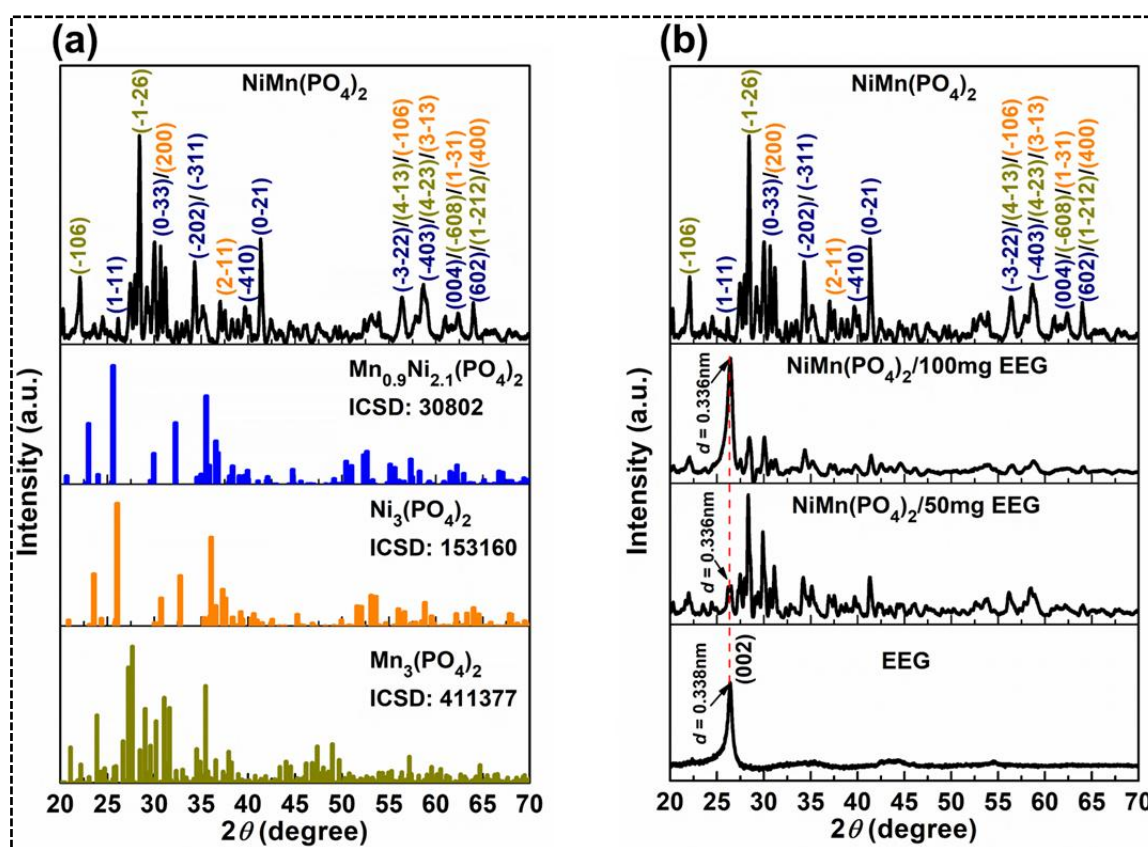 (a)
NiMn(PO4)2
(-106)
(1-11)
(-1-26)
(0-33)/(200)
(-202)/(-311)
(2-11)
(-410)
(0-21)
(-3-22)/(4-13)/(-106)
(-403)/(4-23)/(3-13)
(004)/(-608)/(1-31)
(602)/(1-212)/(400)
Mn0.9Ni2.1(PO4)2
ICSD: 30802
Ni3(PO4)2
ICSD: 153160
Mn3(PO4)2
ICSD: 411377
Intensity (a.u.)
20 25 30 35 40 45 50 55 60 65 70
2θ (degree)
(b)
NiMn(PO4)2
(-106)
(1-11)
(-1-26)
(0-33)/(200)
(-202)/(-311)
(2-11)
(-410)
(0-21)
(-3-22)/(4-13)/(-106)
(-403)/(4-23)/(3-13)
(004)/(-608)/(1-31)
(602)/(1-212)/(400)
NiMn(PO4)2/100mg EEG
d = 0.336nm
NiMn(PO4)2/50mg EEG
d = 0.336nm
EEG
d = 0.338nm
(002)
Intensity (a.u.)
20 25 30 35 40 45 50 55 60 65 70
2θ (degree)